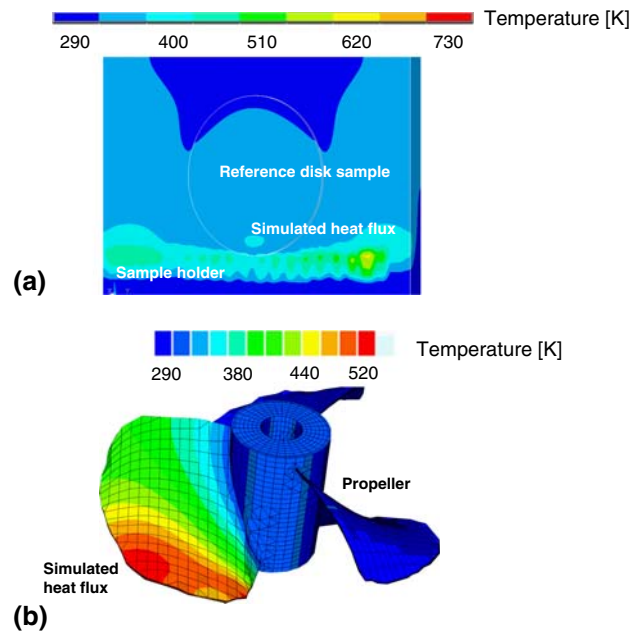 Temperature [K]
290 400 510 620 730
Reference disk sample
Simulated heat flux
Sample holder
(a)
Temperature [K]
290 380 440 520
Propeller
Simulated
heat flux
(b)